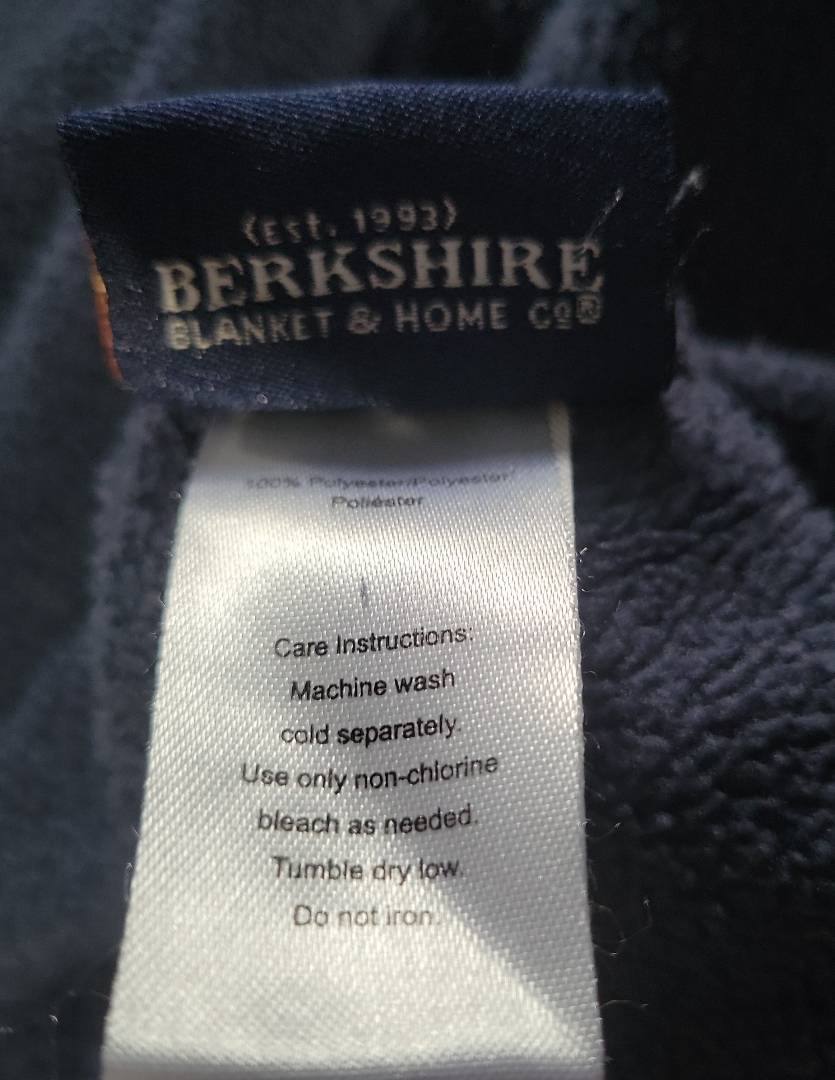 (Est. 1993)
BERKSHIRE
BLANKET & HOME Co®
100% Polyester/Polyester/
Poliéster
Care Instructions:
Machine wash
cold separately.
Use only non-chlorine
bleach as needed.
Tumble dry low.
Do not iron.